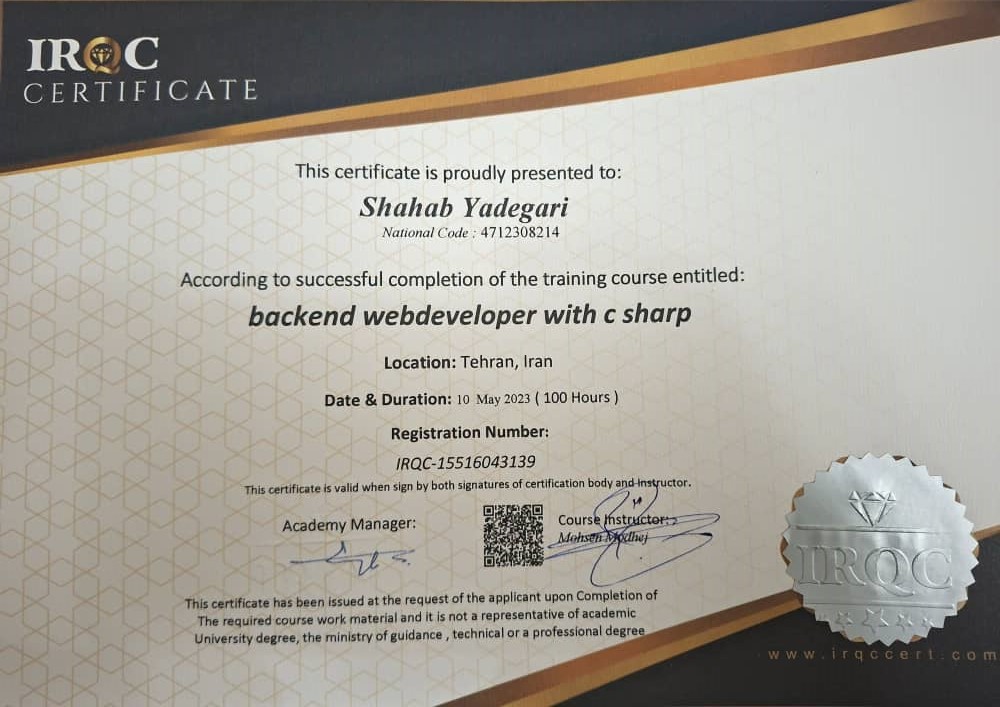 IRQC
CERTIFICATE
This certificate is proudly presented to:
Shahab Yadegari
National Code : 4712308214
According to successful completion of the training course entitled:
backend webdeveloper with c sharp
Location: Tehran, Iran
Date & Duration: 10 May 2023 ( 100 Hours )
Registration Number:
IRQC-15516043139
This certificate is valid when sign by both signatures of certification body and Instructor.
Academy Manager:
Course Instructor:
Mohsen Modhej
This certificate has been issued at the request of the applicant upon Completion of
The required course work material and it is not a representative of academic
University degree, the ministry of guidance , technical or a professional degree
IRQC
www.irqccert.com